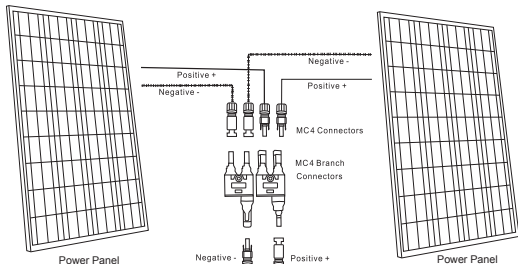 Negative -
Positive +
Negative -
Positive +
MC4 Connectors
MC4 Branch
Connectors
Negative -
Positive +
Power Panel
Power Panel